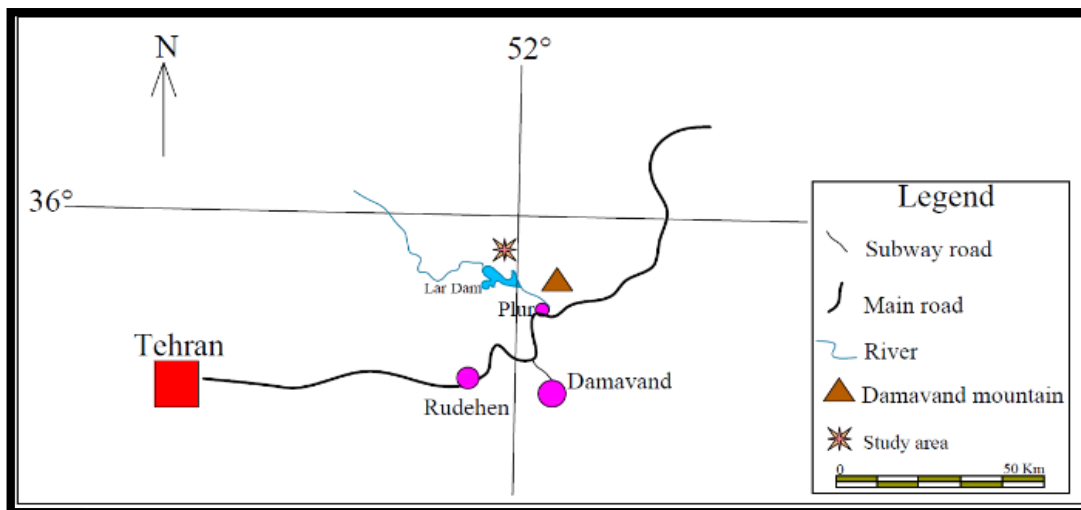 N
52°
36°
Lar Dam
Plur
Tehran
Rudehen
Damavand
Legend
Subway road
Main road
River
Damavand mountain
Study area
0 50 Km